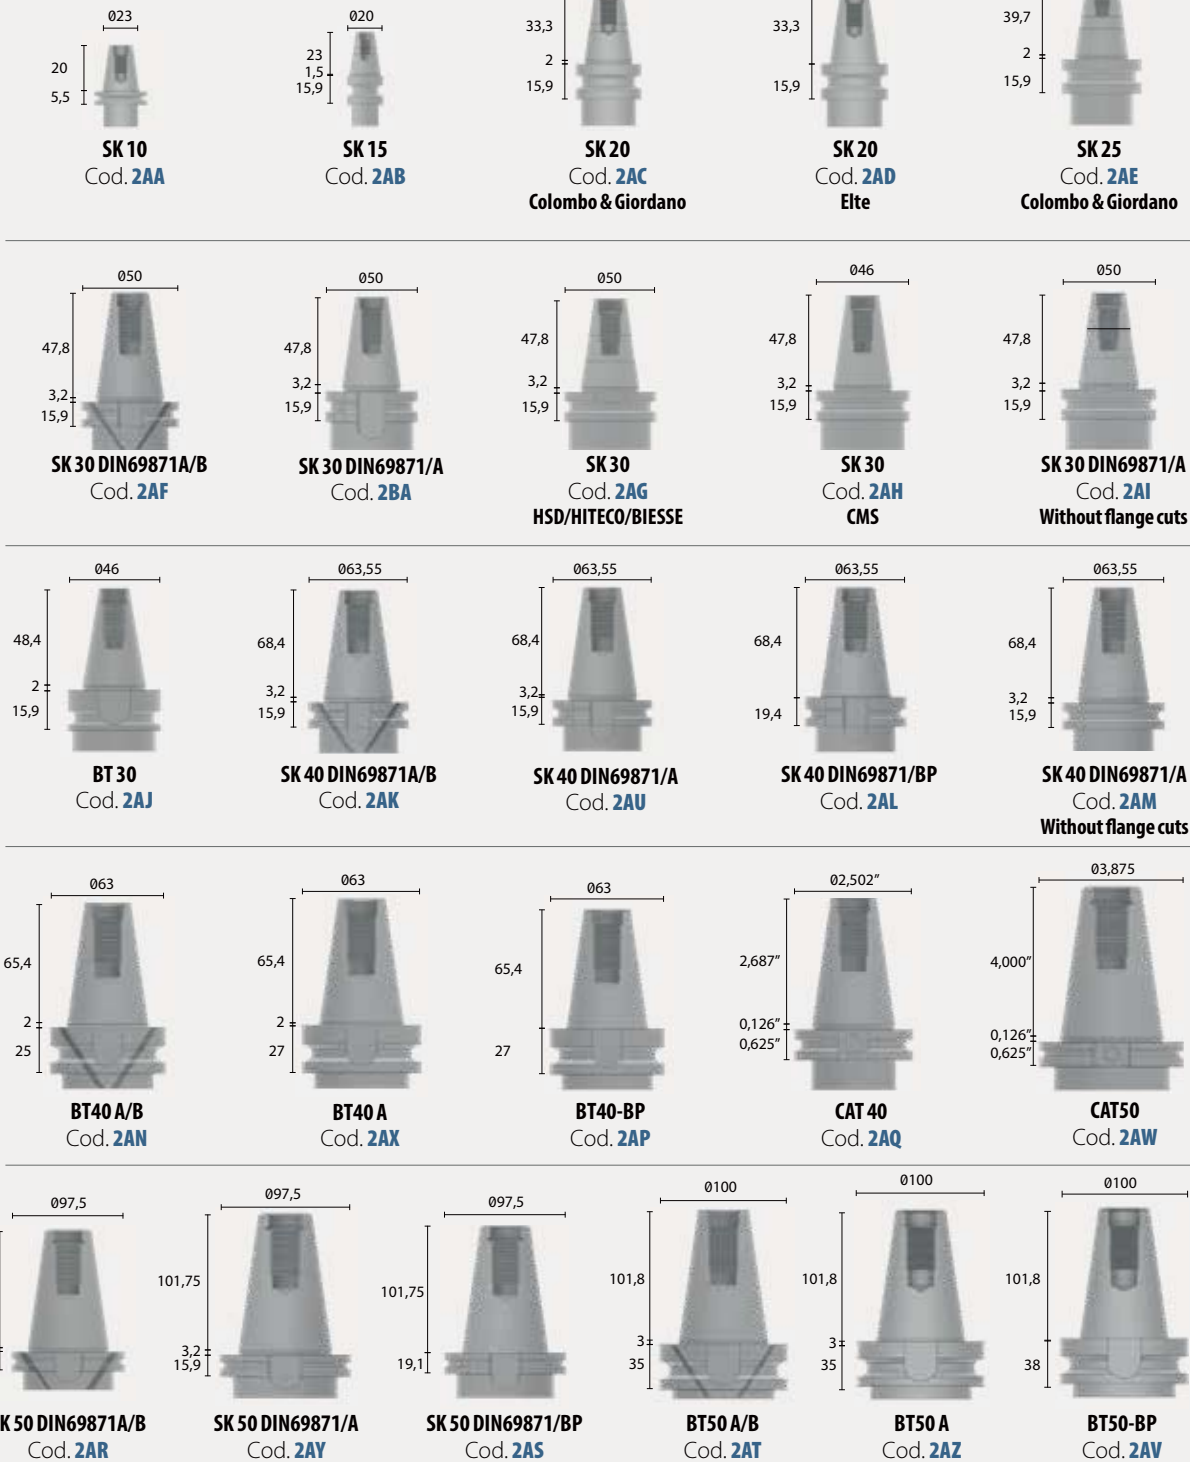 Ø23
20
5,5
SK 10
Cod. 2AA
Ø20
23
1,5
15,9
SK 15
Cod. 2AB
33,3
2
15,9
SK 20
Cod. 2AC
Colombo & Giordano
33,3
15,9
SK 20
Cod. 2AD
Elte
39,7
2
15,9
SK 25
Cod. 2AE
Colombo & Giordano
Ø50
47,8
3,2
15,9
SK 30 DIN69871A/B
Cod. 2AF
Ø50
47,8
3,2
15,9
SK 30 DIN69871/A
Cod. 2BA
Ø50
47,8
3,2
15,9
SK 30
Cod. 2AG
HSD/HITECO/BIESSE
Ø46
47,8
3,2
15,9
SK 30
Cod. 2AH
CMS
Ø50
47,8
3,2
15,9
SK 30 DIN69871/A
Cod. 2AI
Without flange cuts
Ø46
48,4
2
15,9
BT 30
Cod. 2AJ
Ø63,55
68,4
3,2
15,9
SK 40 DIN69871A/B
Cod. 2AK
Ø63,55
68,4
3,2
15,9
SK 40 DIN69871/A
Cod. 2AU
Ø63,55
68,4
19,4
SK 40 DIN69871/BP
Cod. 2AL
Ø63,55
68,4
3,2
15,9
SK 40 DIN69871/A
Cod. 2AM
Without flange cuts
Ø63
65,4
2
25
BT40 A/B
Cod. 2AN
Ø63
65,4
2
27
BT40 A
Cod. 2AX
Ø63
65,4
27
BT40-BP
Cod. 2AP
Ø2,502”
2,687”
0,126”
0,625”
CAT 40
Cod. 2AQ
Ø3,875
4,000”
0,126”
0,625”
CAT50
Cod. 2AW
Ø97,5
K 50 DIN69871A/B
Cod. 2AR
Ø97,5
101,75
3,2
15,9
SK 50 DIN69871/A
Cod. 2AY
Ø97,5
101,75
19,1
SK 50 DIN69871/BP
Cod. 2AS
Ø100
101,8
3
35
BT50 A/B
Cod. 2AT
Ø100
101,8
3
35
BT50 A
Cod. 2AZ
Ø100
101,8
38
BT50-BP
Cod. 2AV